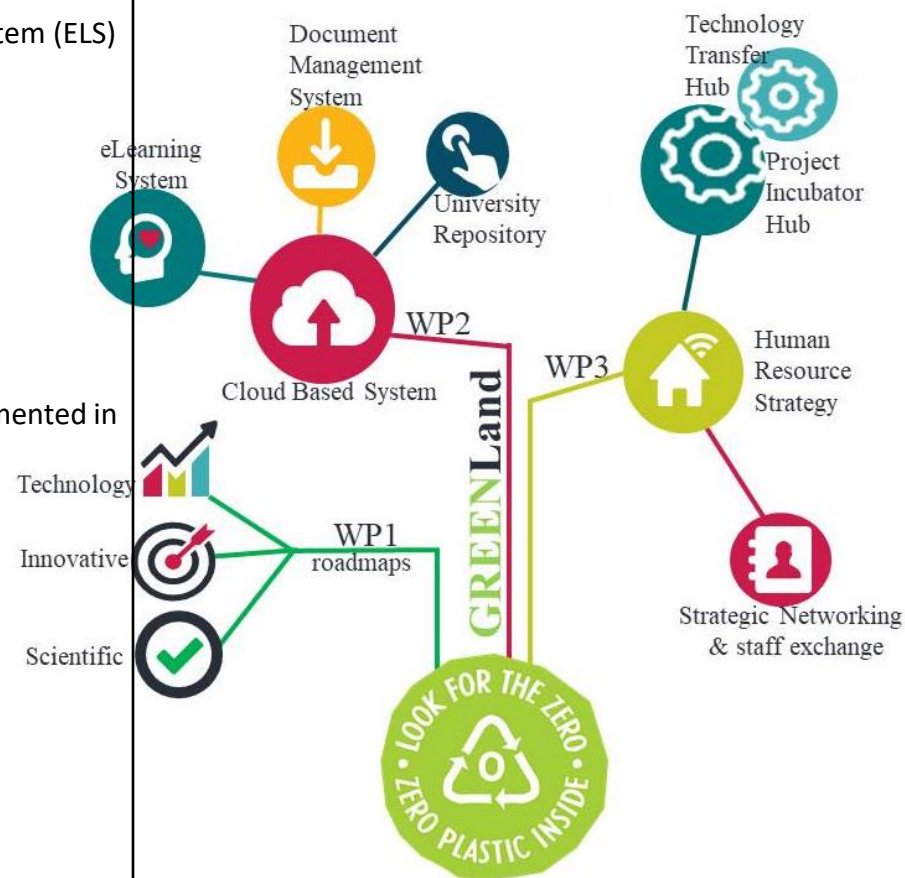 tem (ELS)
Document
Management
System
Technology
Transfer
Hub
eLearning
System
University
Repository
Project
Incubator
Hub
WP2
Cloud Based System
WP3
Human
Resource
Strategy
GREENLand
mented in
Technology
Innovative
Scientific
WP1
roadmaps
Strategic Networking
& staff exchange
• LOOK FOR THE ZERO •
0
ZERO PLASTIC INSIDE